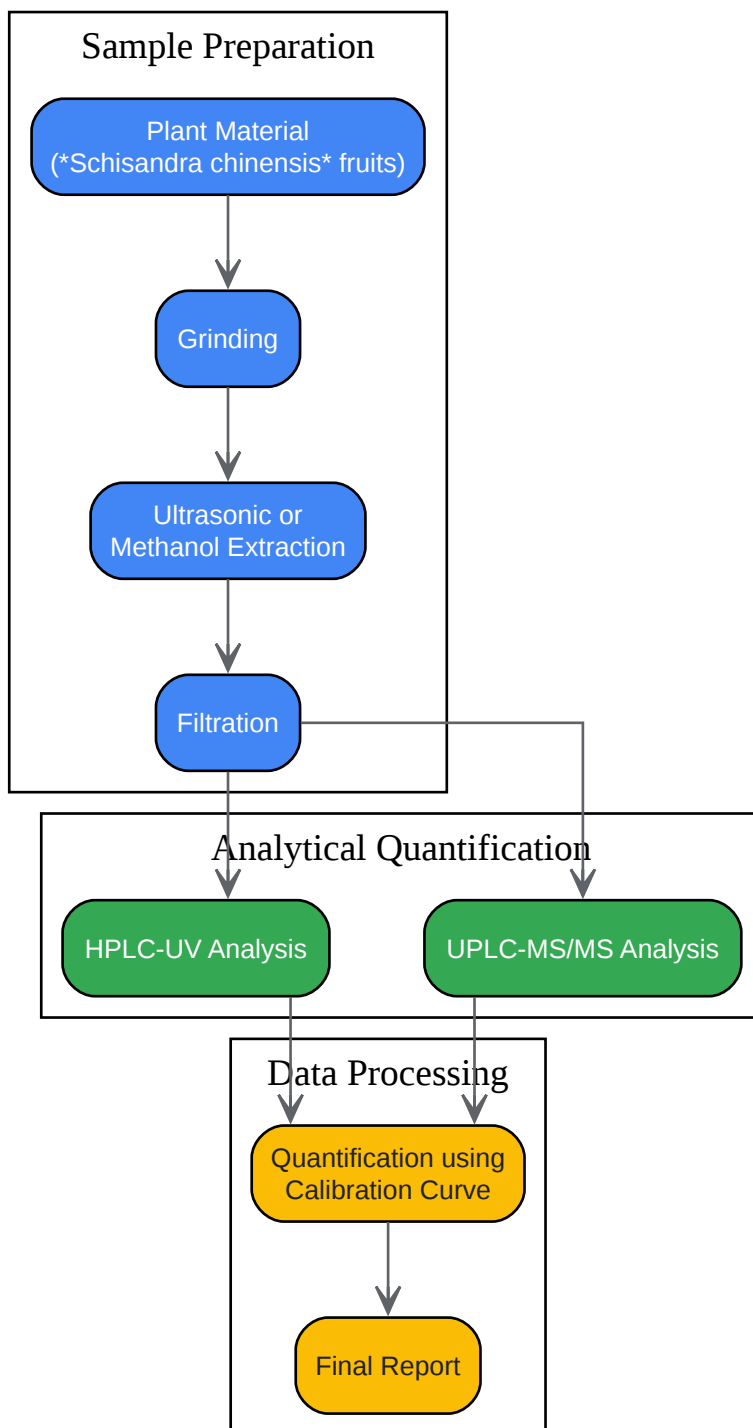 Sample Preparation
Plant Material
(*Schisandra chinensis* fruits)
Grinding
Ultrasonic or
Methanol Extraction
Filtration
Analytical Quantification
HPLC-UV Analysis
UPLC-MS/MS Analysis
Data Processing
Quantification using
Calibration Curve
Final Report